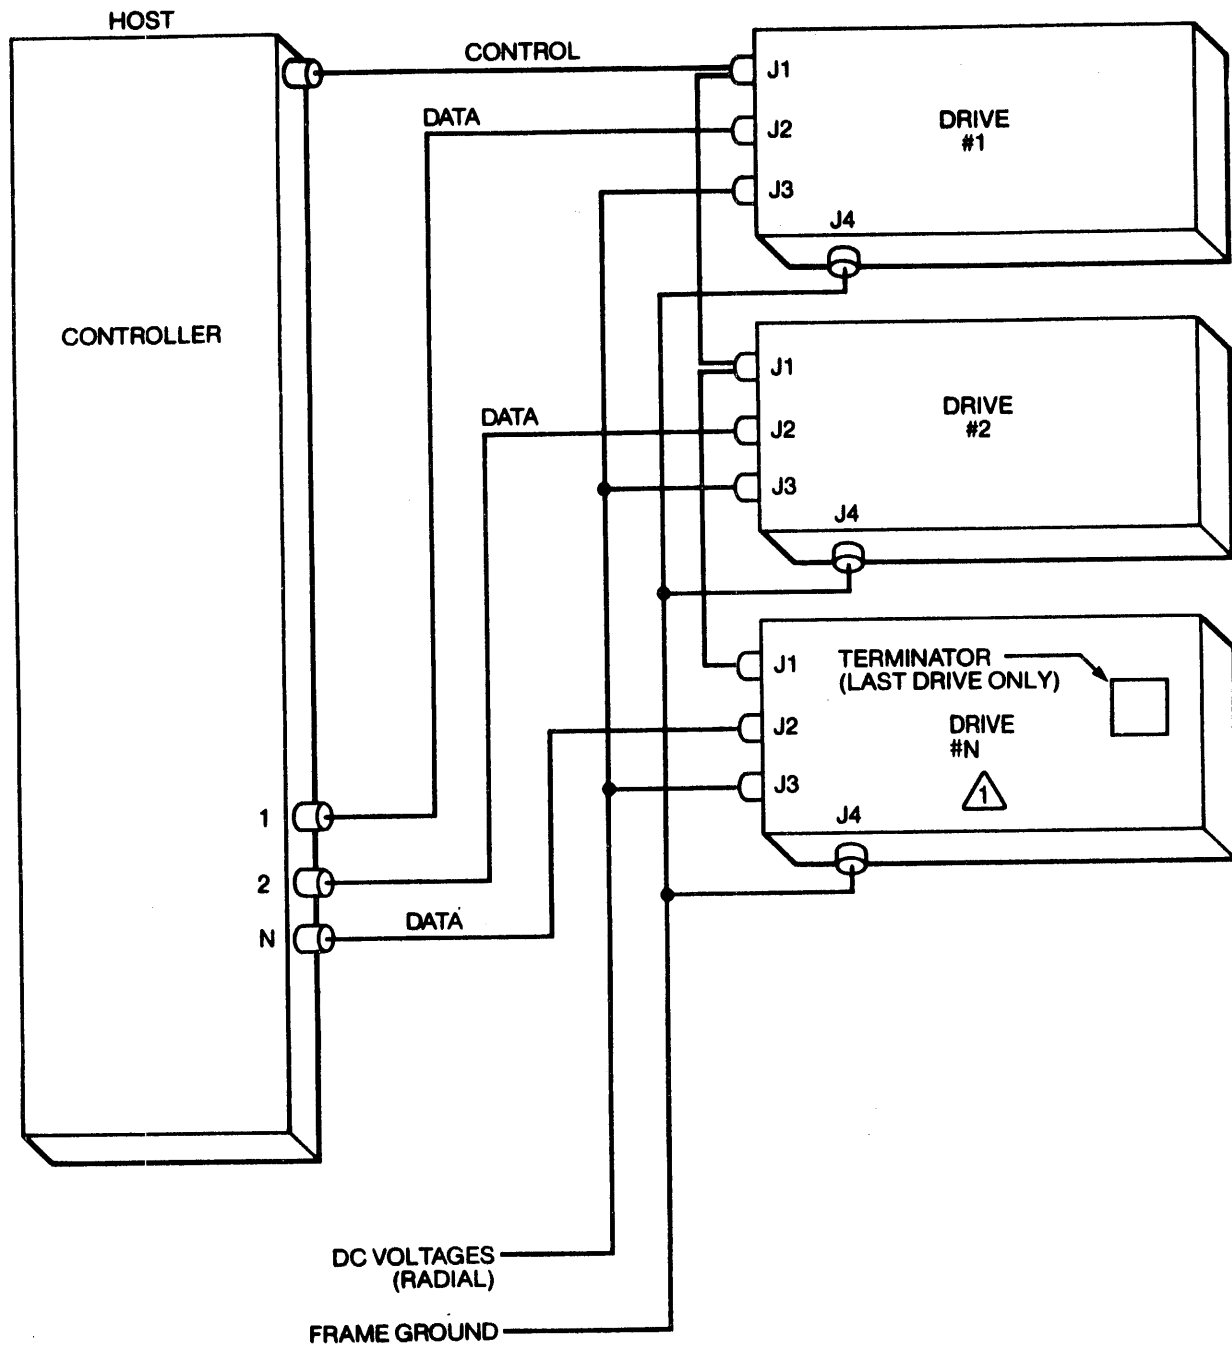 HOST
CONTROL
DATA
J1
J2
J3
J4
DRIVE
#1
CONTROLLER
DATA
J1
J2
J3
J4
DRIVE
#2
J1
J2
J3
J4
TERMINATOR
(LAST DRIVE ONLY)
DRIVE
#N
1
1
2
N
DATA
DC VOLTAGES
(RADIAL)
FRAME GROUND